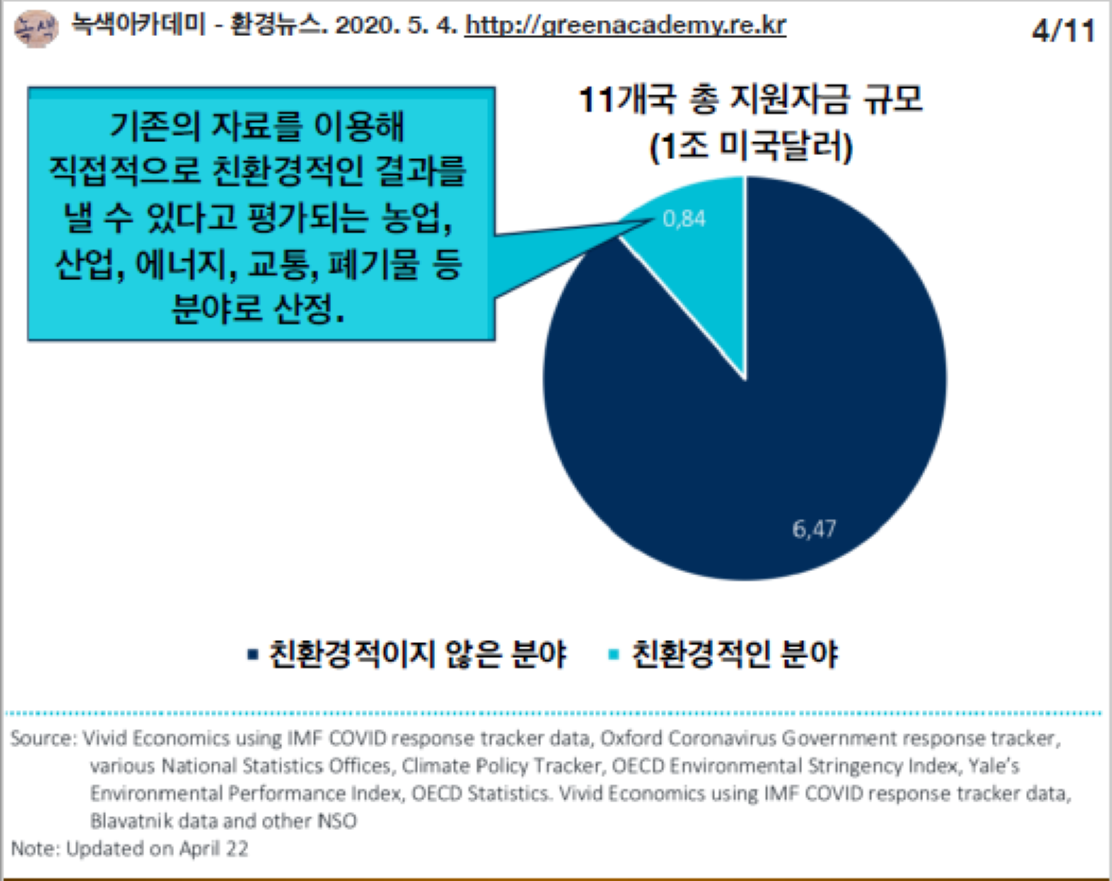 녹색
녹색아카데미 - 환경뉴스. 2020. 5. 4. http://greenacademy.re.kr
4/11
기존의 자료를 이용해
직접적으로 친환경적인 결과를
낼 수 있다고 평가되는 농업,
산업, 에너지, 교통, 폐기물 등
분야로 산정.
11개국 총 지원자금 규모
(1조 미국달러)
0,84
6,47
친환경적이지 않은 분야
친환경적인 분야
Source: Vivid Economics using IMF COVID response tracker data, Oxford Coronavirus Government response tracker,
various National Statistics Offices, Climate Policy Tracker, OECD Environmental Stringency Index, Yale's
Environmental Performance Index, OECD Statistics. Vivid Economics using IMF COVID response tracker data,
Blavatnik data and other NSO
Note: Updated on April 22